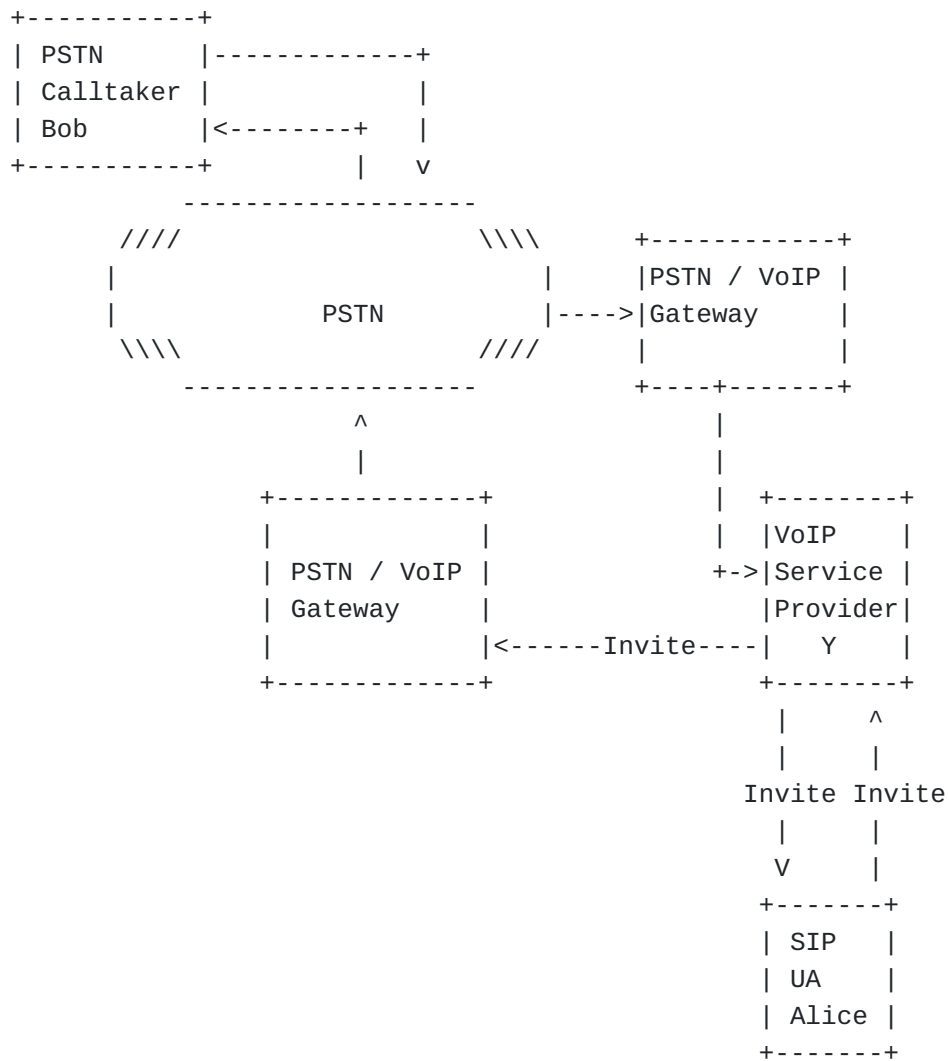 PSTN
Calltaker
Bob
PSTN / VoIP
PSTN
Gateway
VoIP
PSTN / VoIP
Service
Gateway
Provider
Invite
Y
Invite Invite
SIP
UA
Alice